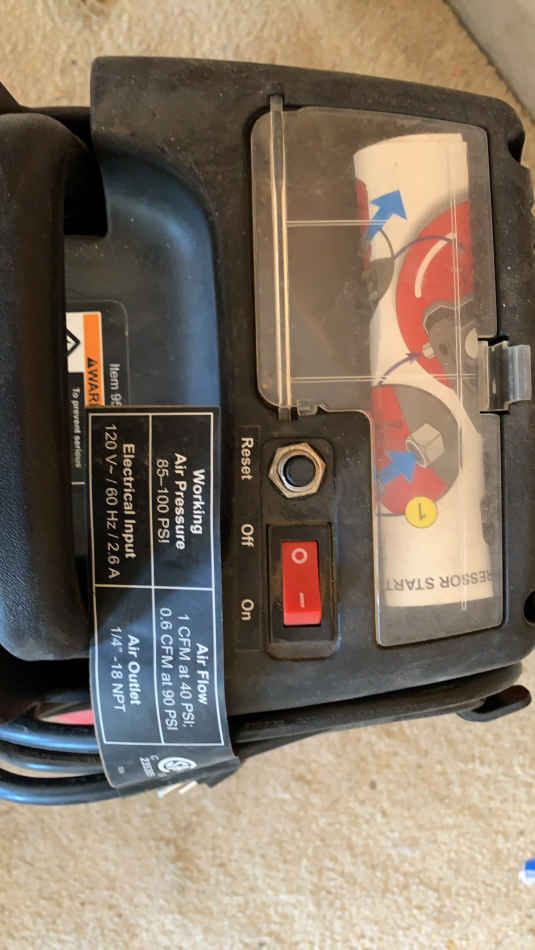 Item 95
⚠WAR
To prevent serious
Working
Air Pressure
85–100 PSI
Air Flow
1 CFM at 40 PSI;
0.6 CFM at 90 PSI
Electrical Input
120 V~ / 60 Hz / 2.6 A
Air Outlet
1/4" -18 NPT
Reset
Off
On
1
RESSOR START